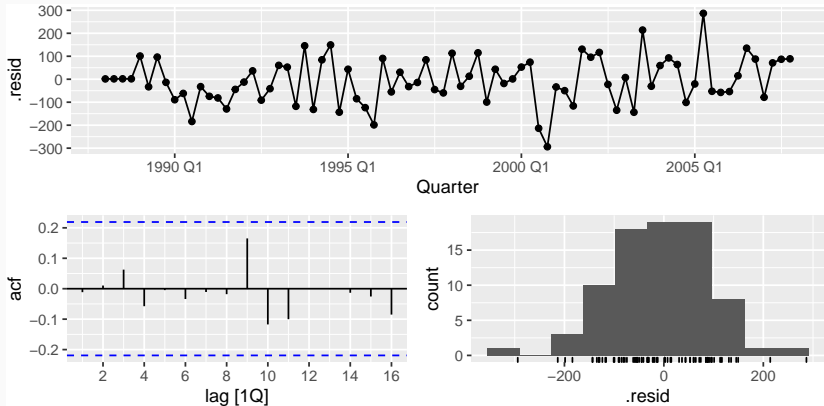 300
200
100
0
−100
−200
−300
.resid
1990 Q1 1995 Q1 2000 Q1 2005 Q1
Quarter
0.2
0.1
0.0
−0.1
−0.2
acf
2 4 6 8 10 12 14 16
lag [1Q]
15
10
5
0
count
−200 0 200
.resid